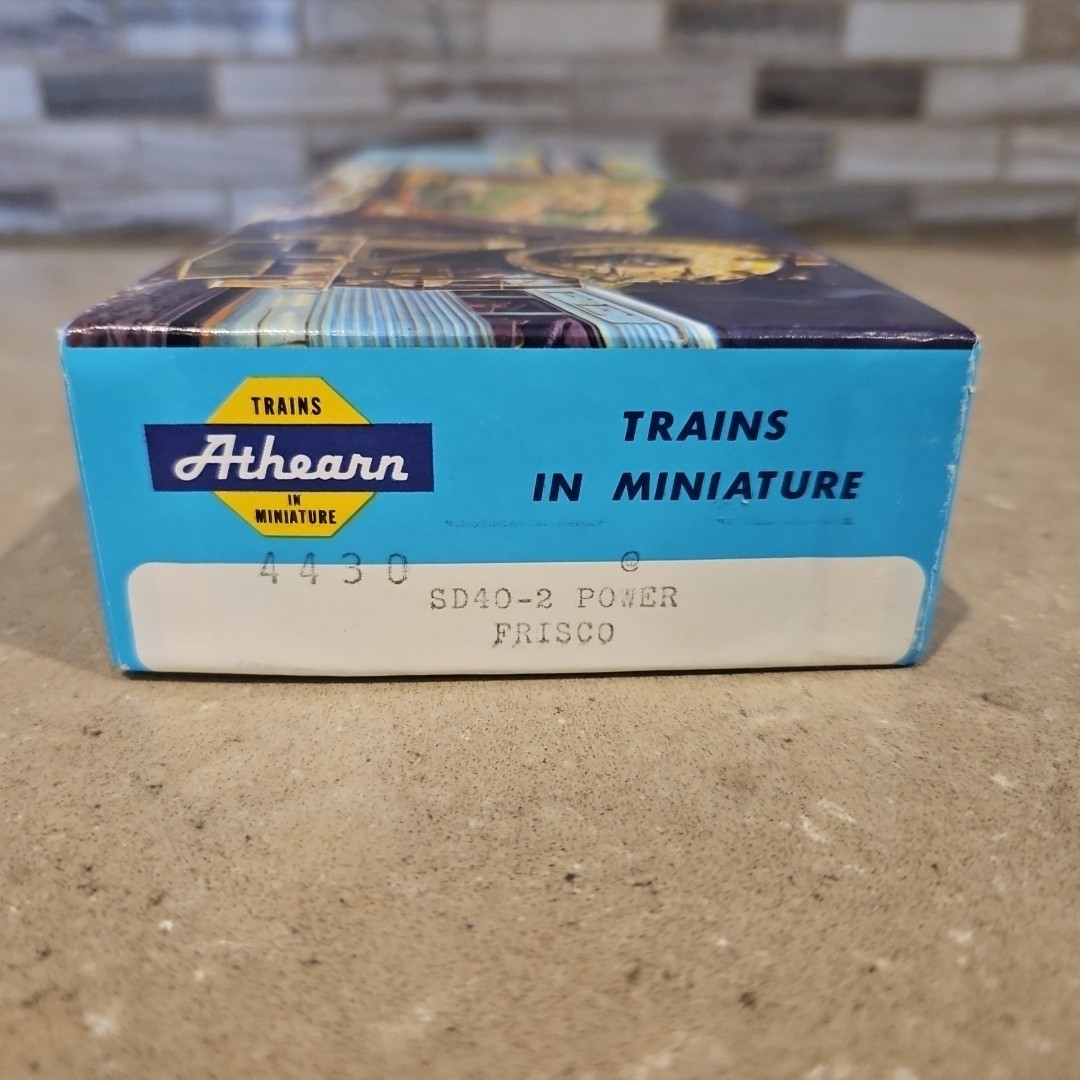 TRAINS
Athearn
IN
MINIATURE
TRAINS
IN MINIATURE
4430 @
SD40-2 POWER
FRISCO